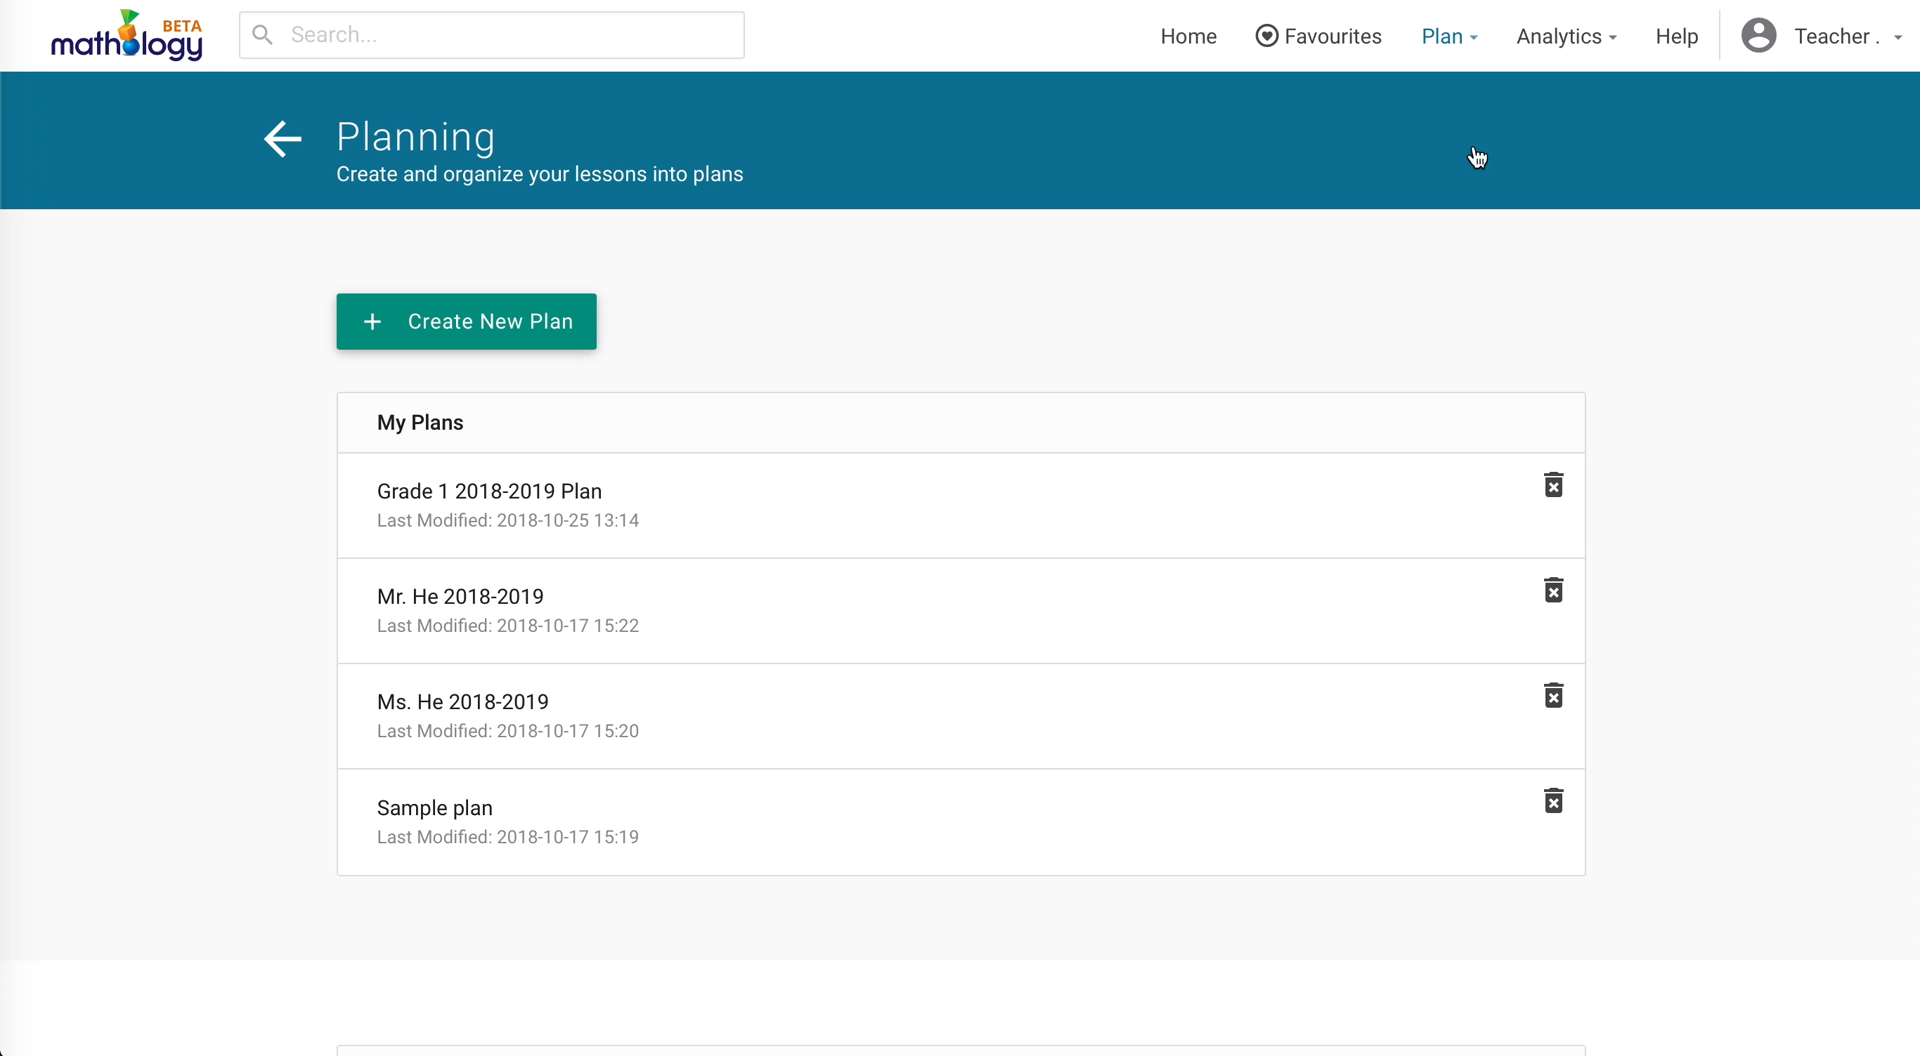 BETA
mathology
Search...
Home
Favourites
Plan
Analytics
Help
Teacher .
Planning
Create and organize your lessons into plans
+ Create New Plan
My Plans
Grade 1 2018-2019 Plan
Last Modified: 2018-10-25 13:14
Mr. He 2018-2019
Last Modified: 2018-10-17 15:22
Ms. He 2018-2019
Last Modified: 2018-10-17 15:20
Sample plan
Last Modified: 2018-10-17 15:19